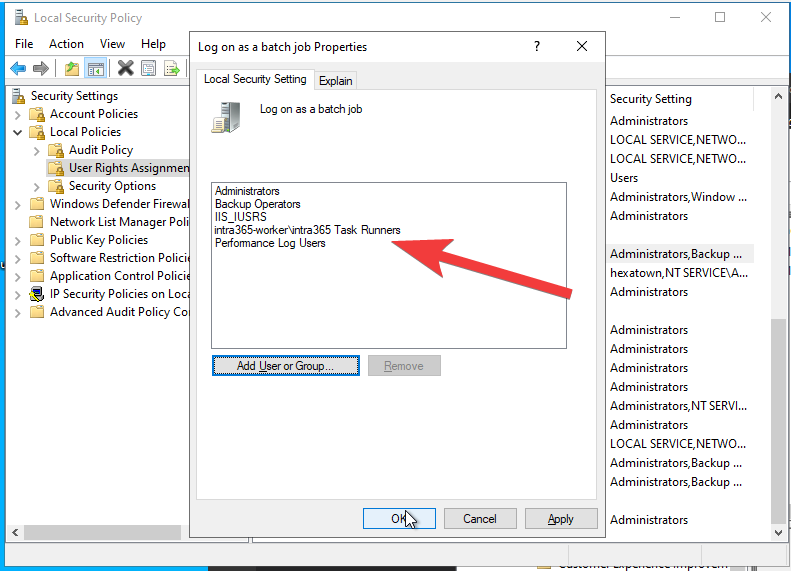 Local Security Policy
File Action View Help
Security Settings
Account Policies
Local Policies
Audit Policy
User Rights Assignmen
Security Options
Windows Defender Firewal
Network List Manager Poli
Public Key Policies
Software Restriction Policie
Application Control Policie
IP Security Policies on Loca
Advanced Audit Policy Co
Log on as a batch job Properties
?
Local Security Setting
Explain
Log on as a batch job
Administrators
Backup Operators
IIS_IUSRS
intra365-worker\intra365 Task Runners
Performance Log Users
Add User or Group...
Remove
OK
Cancel
Apply
Security Setting
Administrators
LOCAL SERVICE,NETWO...
LOCAL SERVICE,NETWO...
Users
Administrators,Window ...
Administrators
Administrators,Backup ...
hexatown,NT SERVICE\A...
Administrators
Administrators
Administrators
Administrators
Administrators
Administrators,NT SERVI...
Administrators
LOCAL SERVICE,NETWO...
Administrators,Backup ...
Administrators,Backup ...
Administrators
Customer Experience Improvem